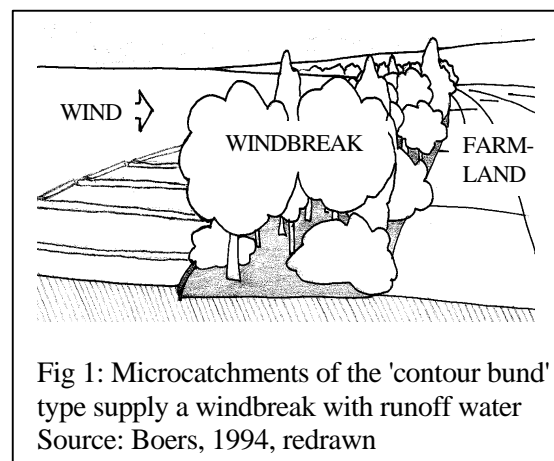 WIND
WINDBREAK
FARM-
LAND
Fig 1: Microcatchments of the 'contour bund'
type supply a windbreak with runoff water
Source: Boers, 1994, redrawn